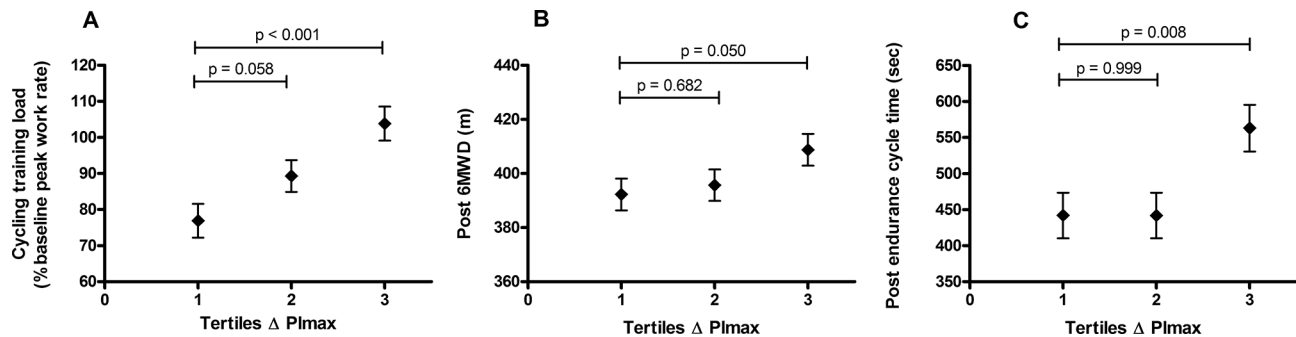 A
p < 0.001
p = 0.058
Cycling training load
(%baseline peak work rate)
120
110
100
90
80
70
60
0
1
2
3
Tertiles Δ PImax
B
p = 0.050
p = 0.682
Post 6MWD (m)
440
420
400
380
360
0
1
2
3
Tertiles Δ PImax
C
p = 0.008
p = 0.999
Post endurance cycle time (sec)
650
600
550
500
450
400
350
0
1
2
3
Tertiles Δ PImax